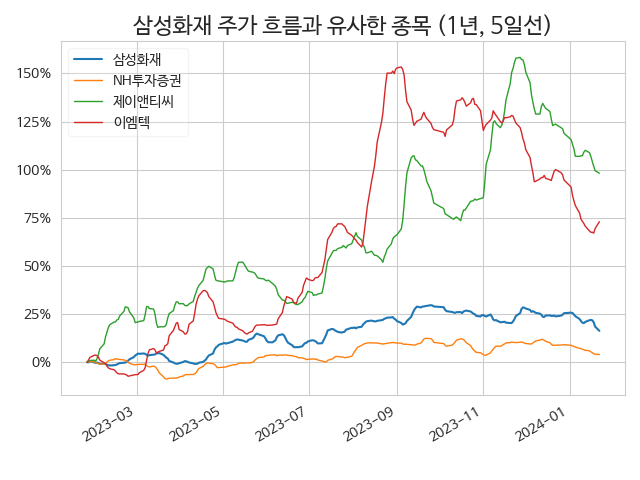 삼성화재 주가 흐름과 유사한 종목 (1년, 5일선)
삼성화재
NH투자증권
제이앤티씨
이엠텍
150%
125%
100%
75%
50%
25%
0%
2023-03
2023-05
2023-07
2023-09
2023-11
2024-01